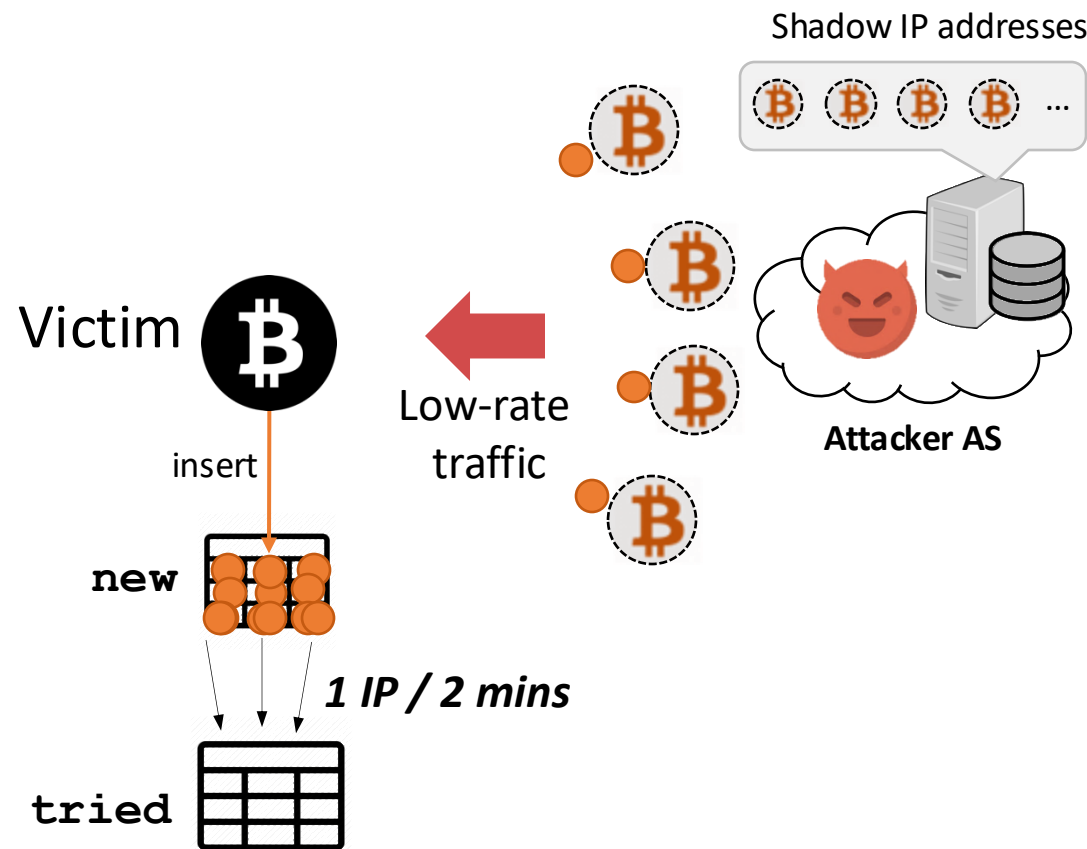 Shadow IP addresses
...
Victim
Low-rate
traffic
Attacker AS
insert
new
1 IP / 2 mins
tried